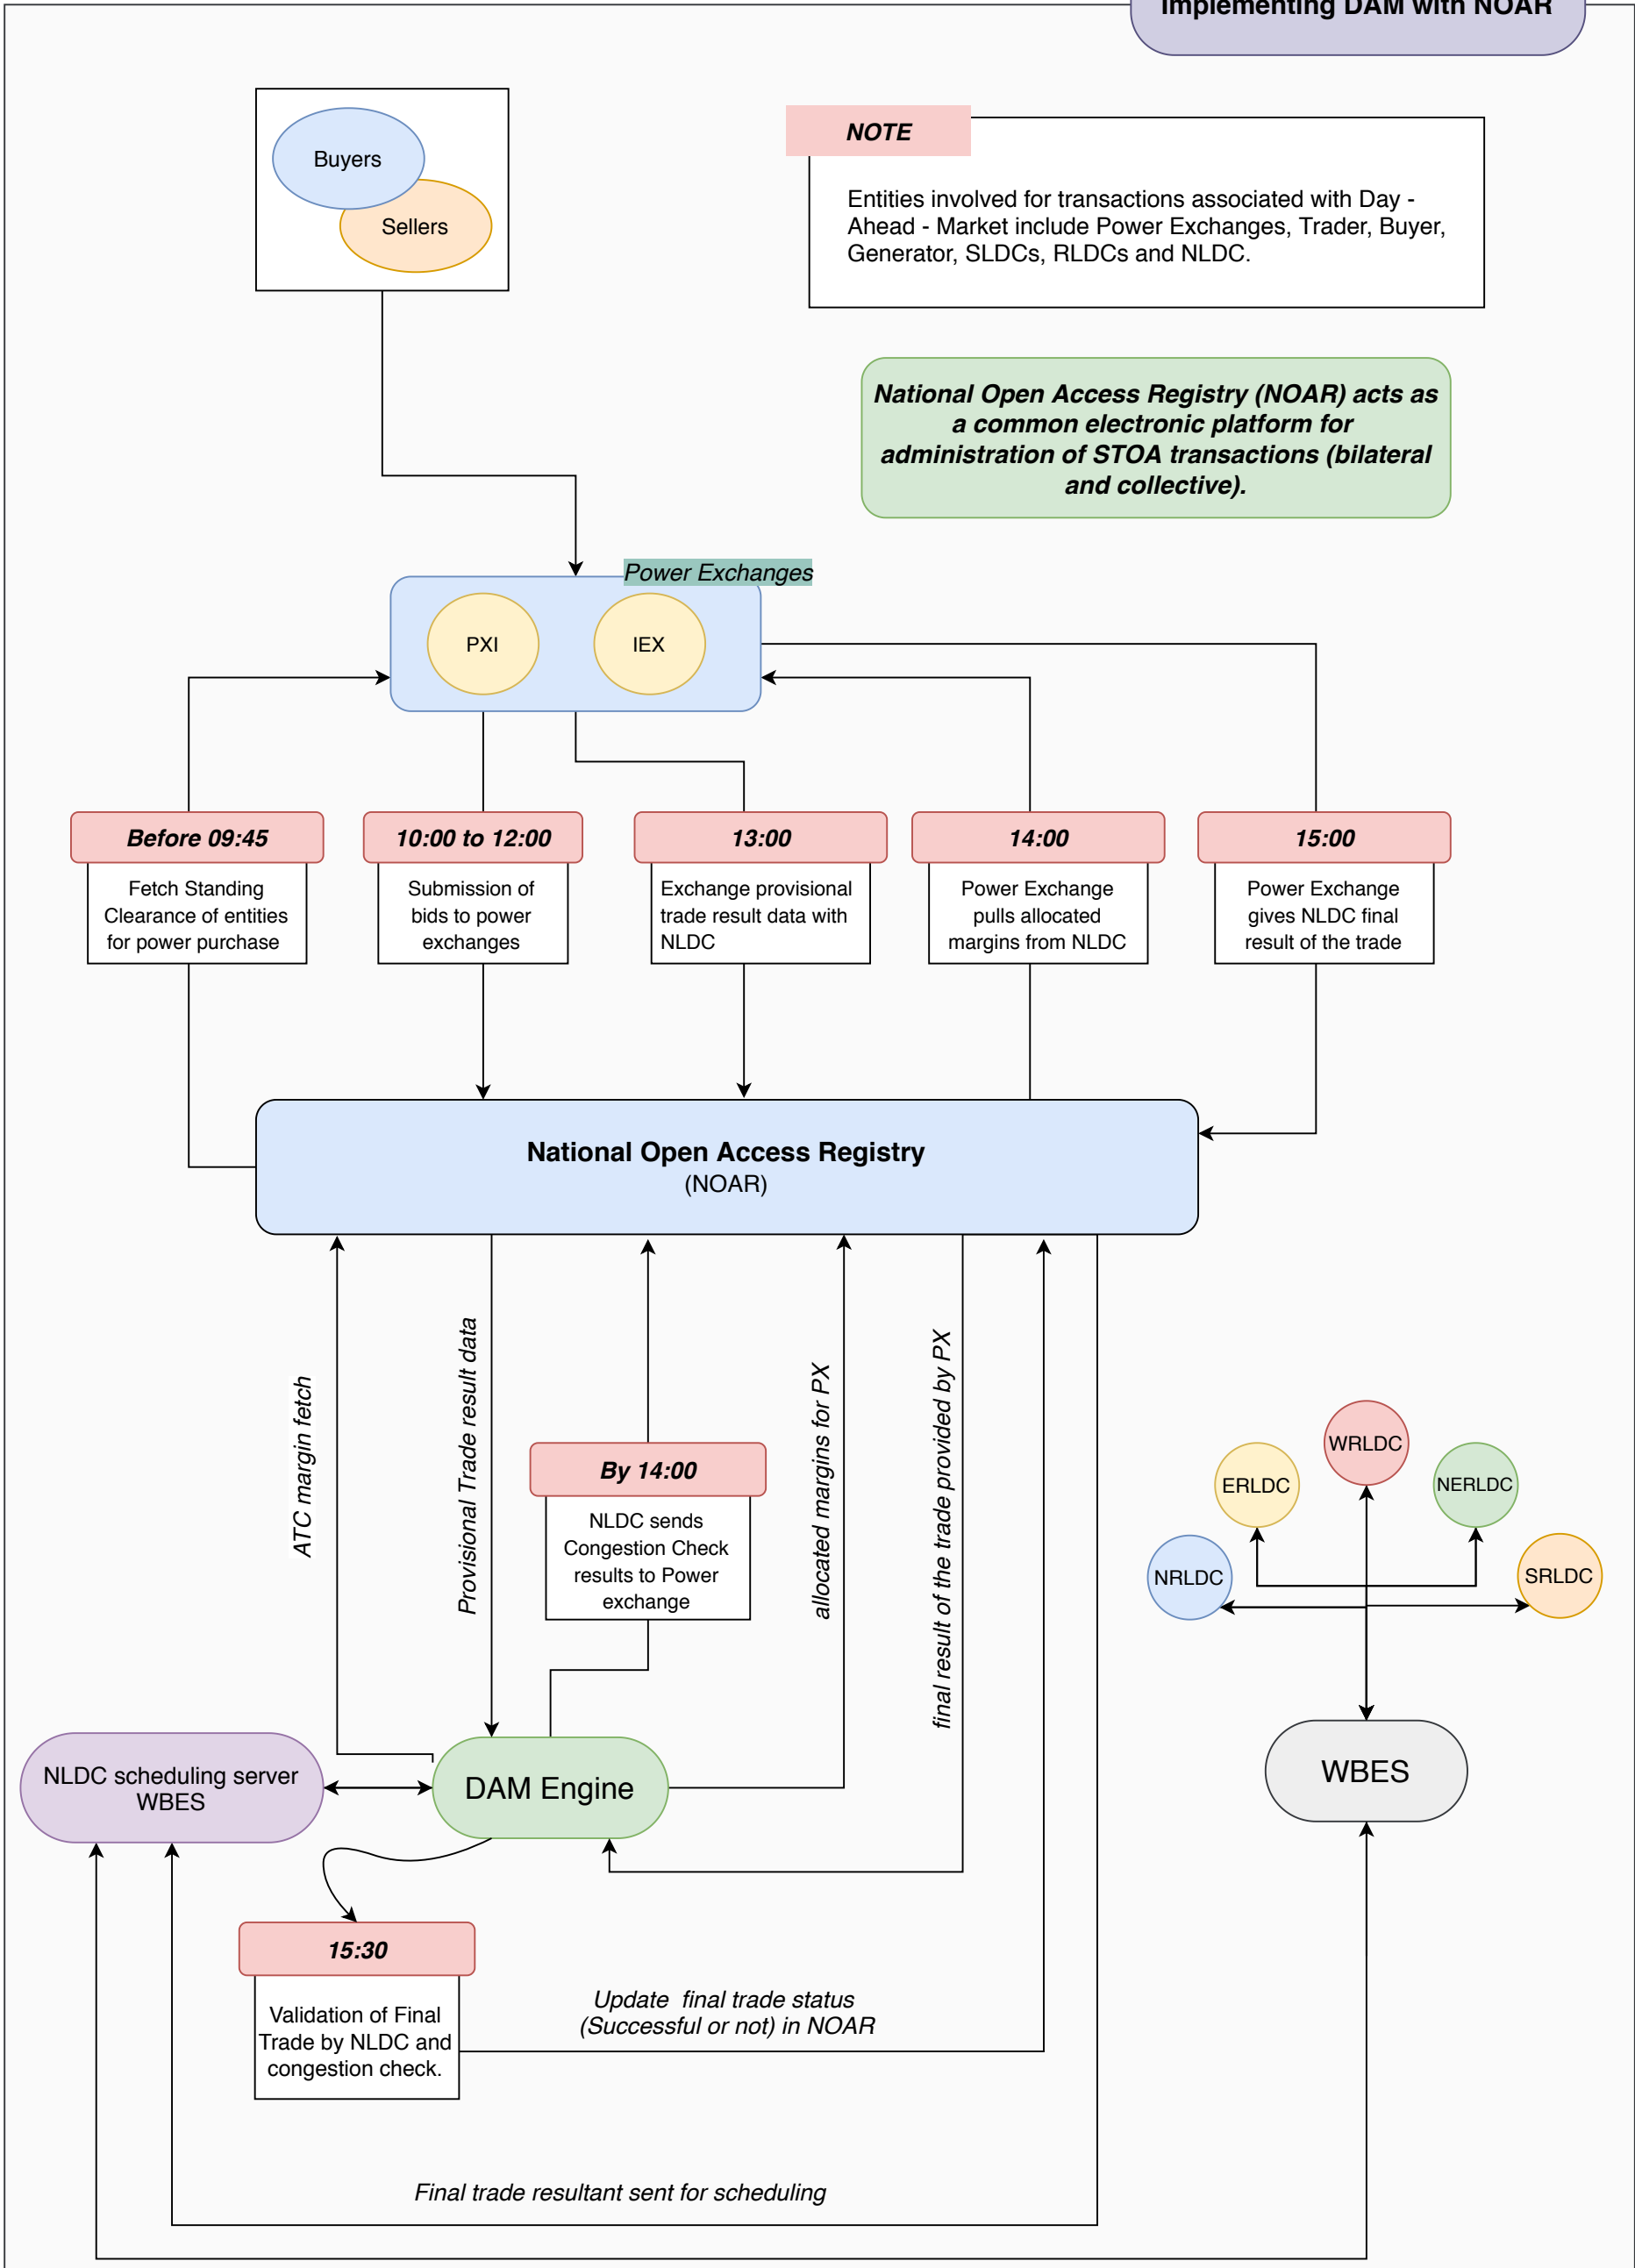 Implementing DAM with NOAR
Buyers
Sellers
NOTE
Entities involved for transactions associated with Day -
Ahead - Market include Power Exchanges, Trader, Buyer,
Generator, SLDCs, RLDCs and NLDC.
National Open Access Registry (NOAR) acts as
a common electronic platform for
administration of STOA transactions (bilateral
and collective).
Power Exchanges
PXI
IEX
Before 09:45
Fetch Standing
Clearance of entities
for power purchase
10:00 to 12:00
Submission of
bids to power
exchanges
13:00
Exchange provisional
trade result data with
NLDC
14:00
Power Exchange
pulls allocated
margins from NLDC
15:00
Power Exchange
gives NLDC final
result of the trade
National Open Access Registry
(NOAR)
ATC margin fetch
Provisional Trade result data
By 14:00
NLDC sends
Congestion Check
results to Power
exchange
allocated margins for PX
final result of the trade provided by PX
WRLDC
ERLDC
NERLDC
NRLDC
SRLDC
WBES
NLDC scheduling server
WBES
DAM Engine
15:30
Validation of Final
Trade by NLDC and
congestion check.
Update final trade status
(Successful or not) in NOAR
Final trade resultant sent for scheduling